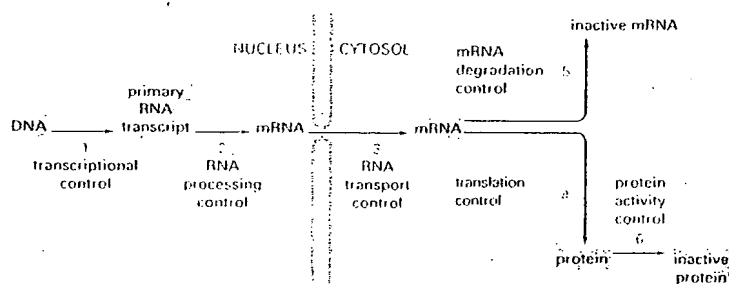 inactive mRNA
NUCLEUS CYTOSOL
mRNA
degradation
control
5
primary
RNA
transcript
DNA
mRNA
mRNA
1
transcriptional
control
2
RNA
processing
control
3
RNA
transport
control
translation
control
4
protein
activity
control
6
protein
inactive
protein